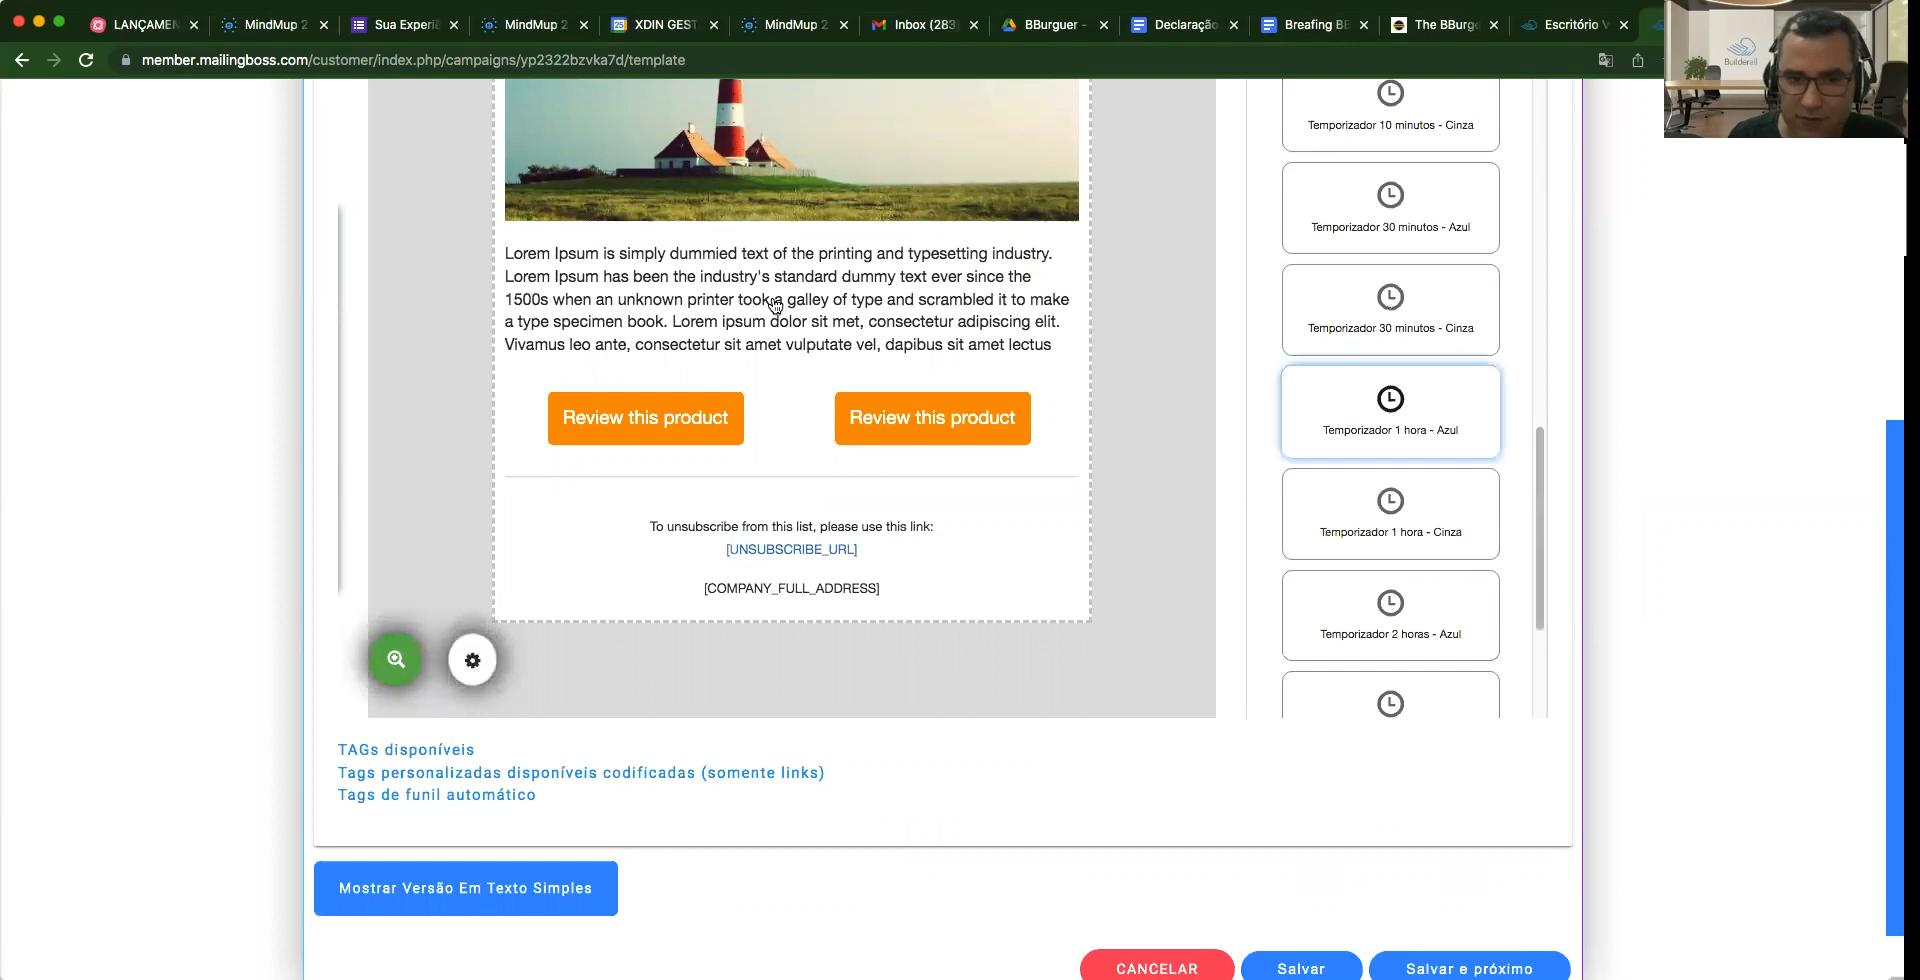 LANÇAMEN
MindMup 2
Sua Experiê
MindMup 2
XDIN GEST
MindMup 2
Inbox (283)
BBurguer -
Declaração
Breafing BB
The BBurge
Escritório V
member.mailingboss.com/customer/index.php/campaigns/yp2322bzvka7d/template
Builderall
Lorem Ipsum is simply dummied text of the printing and typesetting industry.
Lorem Ipsum has been the industry's standard dummy text ever since the
1500s when an unknown printer took a galley of type and scrambled it to make
a type specimen book. Lorem ipsum dolor sit met, consectetur adipiscing elit.
Vivamus leo ante, consectetur sit amet vulputate vel, dapibus sit amet lectus
Review this product
Review this product
To unsubscribe from this list, please use this link:
[UNSUBSCRIBE_URL]
[COMPANY_FULL_ADDRESS]
Temporizador 10 minutos - Cinza
Temporizador 30 minutos - Azul
Temporizador 30 minutos - Cinza
Temporizador 1 hora - Azul
Temporizador 1 hora - Cinza
Temporizador 2 horas - Azul
TAGs disponíveis
Tags personalizadas disponíveis codificadas (somente links)
Tags de funil automático
Mostrar Versão Em Texto Simples
CANCELAR
Salvar
Salvar e próximo